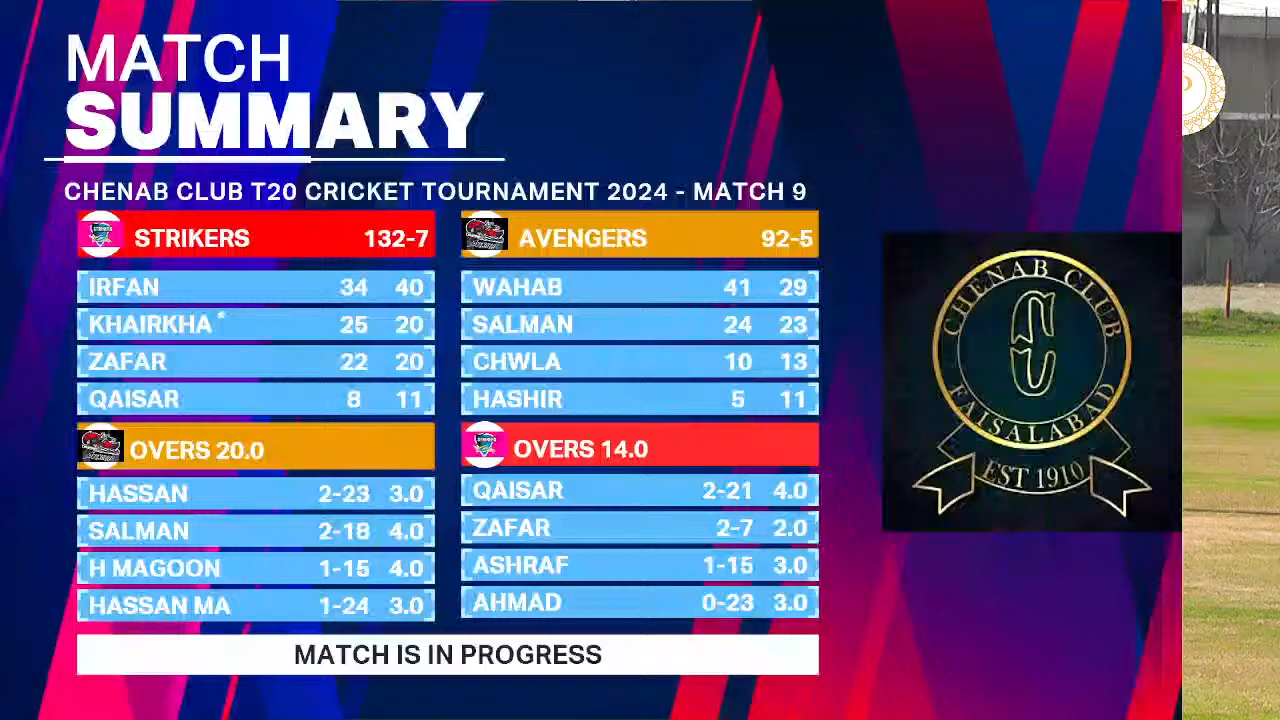 MATCH
SUMMARY
CHENAB CLUB T20 CRICKET TOURNAMENT 2024 - MATCH 9
STRIKERS 132-7
IRFAN 34 40
KHAIRKHA* 25 20
ZAFAR 22 20
QAISAR 8 11
OVERS 20.0
HASSAN 2-23 3.0
SALMAN 2-18 4.0
H MAGOON 1-15 4.0
HASSAN MA 1-24 3.0
AVENGERS 92-5
WAHAB 41 29
SALMAN 24 23
CHWLA 10 13
HASHIR 5 11
OVERS 14.0
QAISAR 2-21 4.0
ZAFAR 2-7 2.0
ASHRAF 1-15 3.0
AHMAD 0-23 3.0
MATCH IS IN PROGRESS
CHENAB CLUB
FAISALABAD
EST 1910